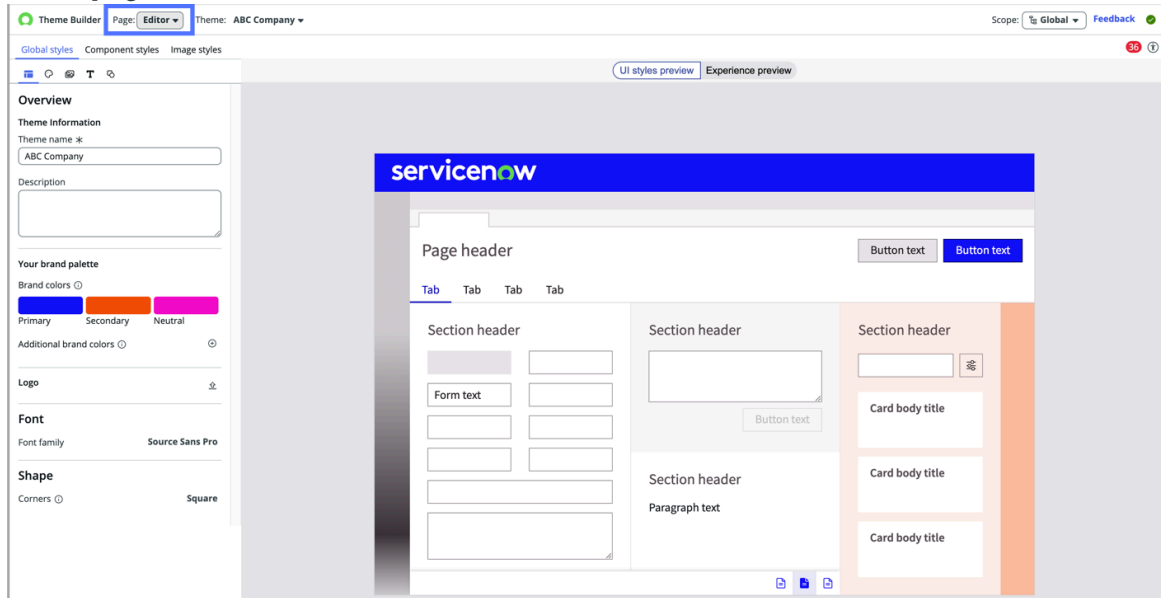 Theme Builder Page: Editor Theme: ABC Company Scope: Global Feedback
Global styles Component styles Image styles 36
UI styles preview Experience preview
Overview
Theme Information
Theme name *
ABC Company
Description
Your brand palette
Brand colors
Primary Secondary Neutral
Additional brand colors
Logo
Font
Font family Source Sans Pro
Shape
Corners Square
servicenow
Page header Button text Button text
Tab Tab Tab Tab
Section header Section header Section header
Form text
Card body title
Button text
Card body title
Section header
Paragraph text
Card body title